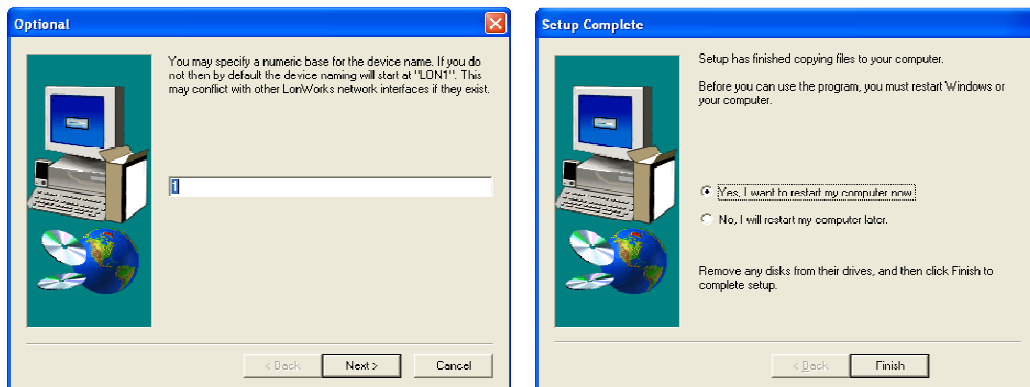 Optional
You may specify a numeric base for the device name. If you do
not then by default the device naming will start at "LON1". This
may conflict with other LonWorks network interfaces if they exist.
1
< Back
Next >
Cancel
Setup Complete
Setup has finished copying files to your computer.
Before you can use the program, you must restart Windows or
your computer.
Yes, I want to restart my computer now.
No, I will restart my computer later.
Remove any disks from their drives, and then click Finish to
complete setup.
< Back
Finish